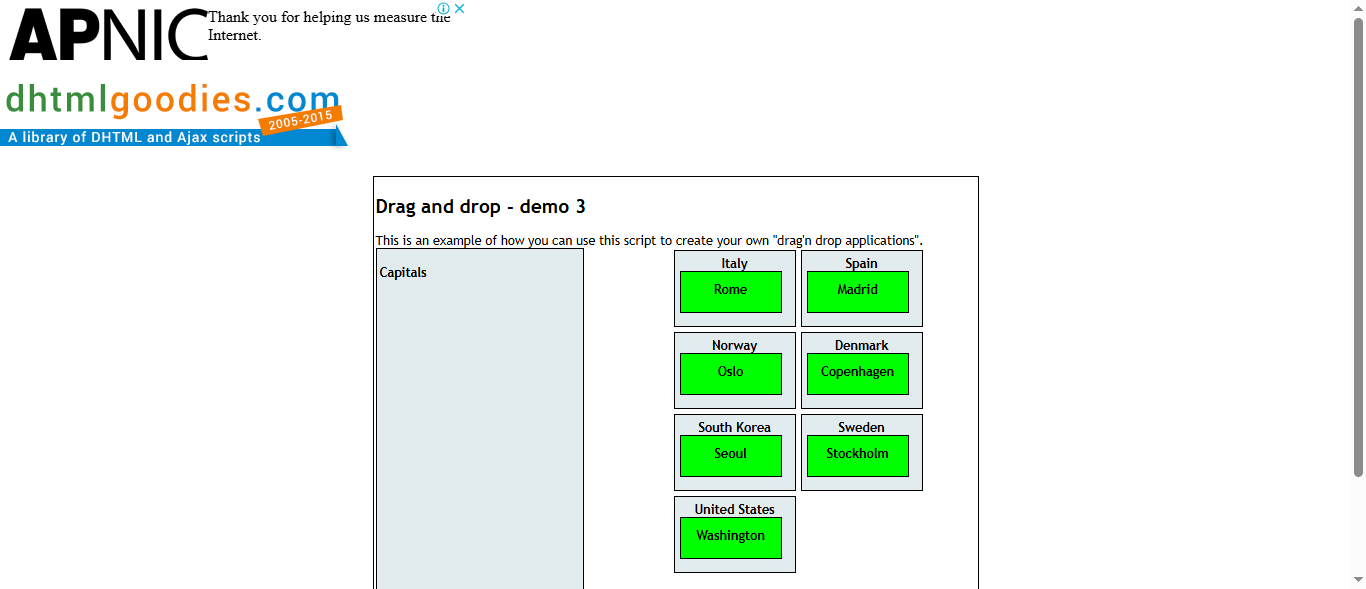 APNIC
Thank you for helping us measure the
Internet.
dhtmlgoodies.com
2005-2015
A library of DHTML and Ajax scripts
Drag and drop - demo 3
This is an example of how you can use this script to create your own "drag'n drop applications".
Capitals
Italy
Rome
Spain
Madrid
Norway
Oslo
Denmark
Copenhagen
South Korea
Seoul
Sweden
Stockholm
United States
Washington